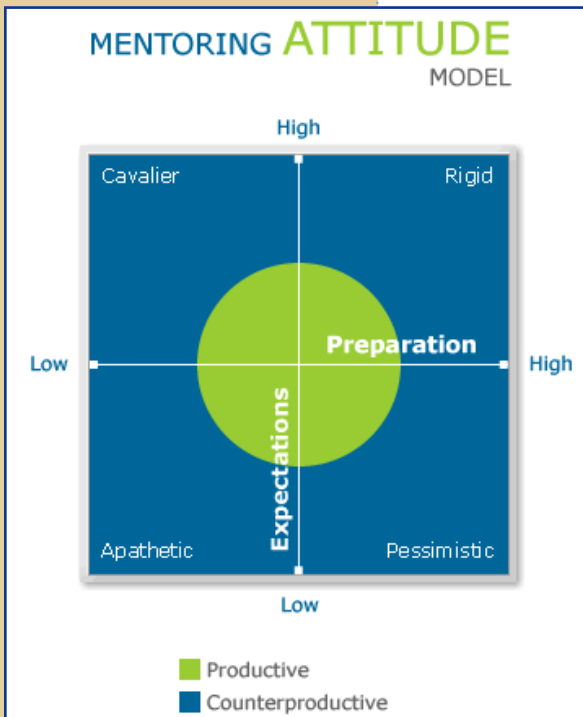 MENTORING ATTITUDE
MODEL
High
Cavalier Rigid
Preparation
Low High
Expectations
Apathetic Pessimistic
Low
Productive
Counterproductive